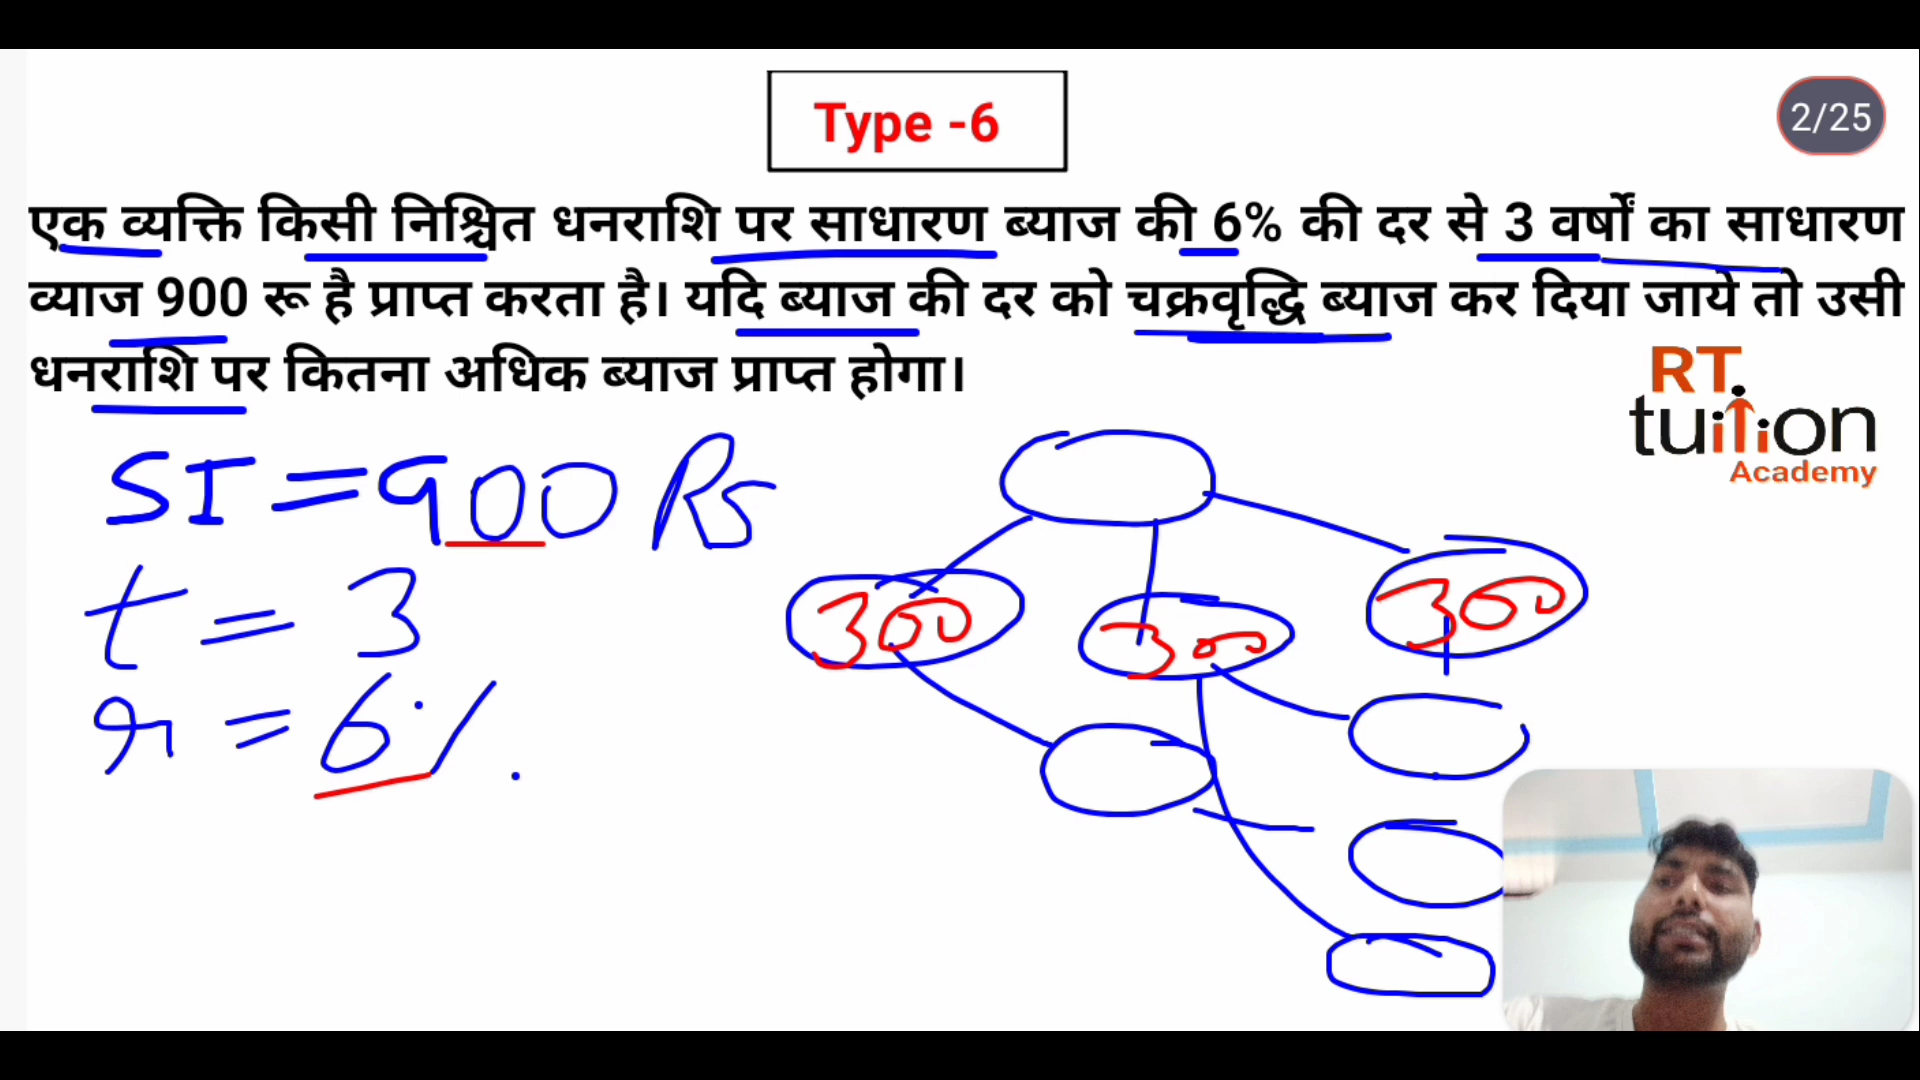 Type -6
2/25
एक व्यक्ति किसी निश्चित धनराशि पर साधारण ब्याज की 6% की दर से 3 वर्षों का साधारण
व्याज 900 रू है प्राप्त करता है। यदि ब्याज की दर को चक्रवृद्धि ब्याज कर दिया जाये तो उसी
धनराशि पर कितना अधिक ब्याज प्राप्त होगा।
RT
tuition
Academy
SI = 900 Rs
300 300 300
t = 3
r = 6%.